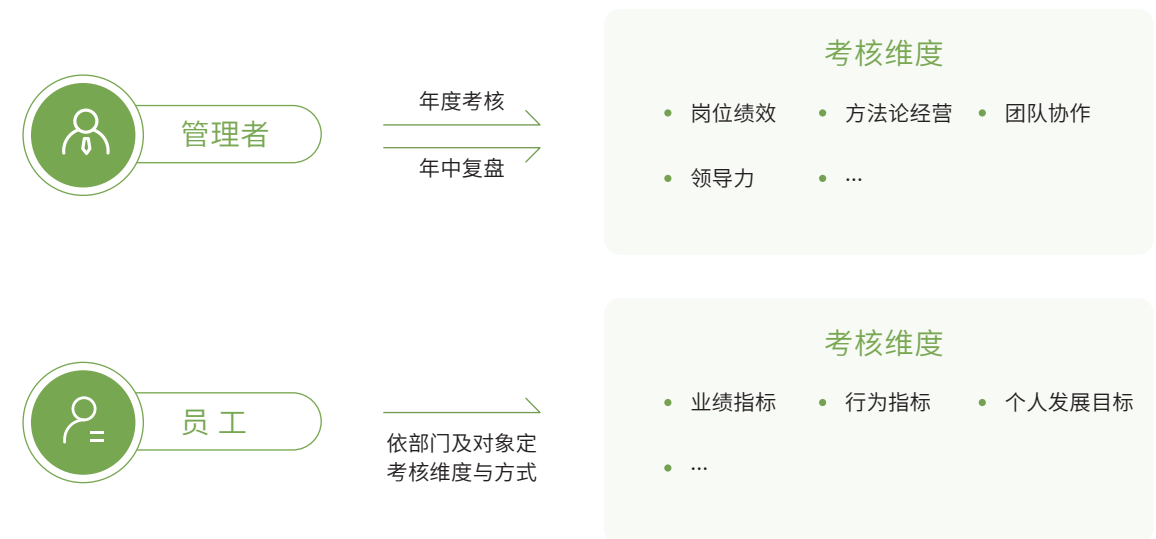 管理者
年度考核
年中复盘
考核维度
• 岗位绩效 • 方法论经营 • 团队协作
• 领导力 • ...
员工
依部门及对象定
考核维度与方式
考核维度
• 业绩指标 • 行为指标 • 个人发展目标
• ...